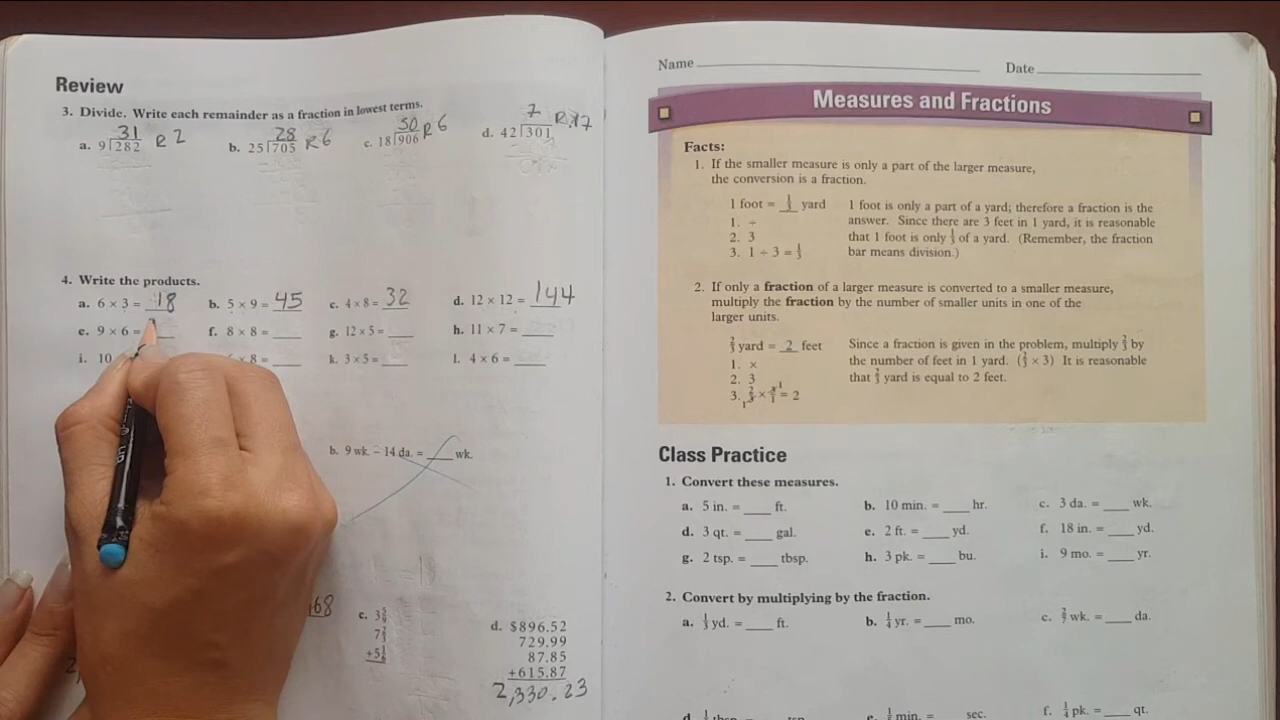 Review
3. Divide. Write each remainder as a fraction in lowest terms.
31 R 2
a. 9 282
28 R 6
b. 25 705
50 R 6
c. 18 906
7
d. 42 301
4. Write the products.
a. 6 × 3 = 18 b. 5 × 9 = 45 c. 4 × 8 = 32 d. 12 × 12 = 144
e. 9 × 6 = f. 8 × 8 = g. 12 × 5 = h. 11 × 7 =
i. 10 × 8 = k. 3 × 5 = l. 4 × 6 =
b. 9 wk. − 14 da. = wk.
68
c. 3
7
+5
d. $896.52
729.99
87.85
+615.87
2,330.23
Name Date
Measures and Fractions
Facts:
1. If the smaller measure is only a part of the larger measure,
the conversion is a fraction.
1 foot = 1/3 yard
1. ÷
2. 3
3. 1 ÷ 3 = 1/3
1 foot is only a part of a yard; therefore a fraction is the
answer. Since there are 3 feet in 1 yard, it is reasonable
that 1 foot is only 1/3 of a yard. (Remember, the fraction
bar means division.)
2. If only a fraction of a larger measure is converted to a smaller measure,
multiply the fraction by the number of smaller units in one of the
larger units.
2/3 yard = 2 feet
1. ×
2. 3
3. 2/3 × 3/1 = 2
Since a fraction is given in the problem, multiply 2/3 by
the number of feet in 1 yard. (2/3 × 3) It is reasonable
that 2/3 yard is equal to 2 feet.
Class Practice
1. Convert these measures.
a. 5 in. = ft. b. 10 min. = hr. c. 3 da. = wk.
d. 3 qt. = gal. e. 2 ft. = yd. f. 18 in. = yd.
g. 2 tsp. = tbsp. h. 3 pk. = bu. i. 9 mo. = yr.
2. Convert by multiplying by the fraction.
a. 1/3 yd. = ft. b. 1/4 yr. = mo. c. 2/7 wk. = da.
min. = sec. f. 1/4 pk. = qt.